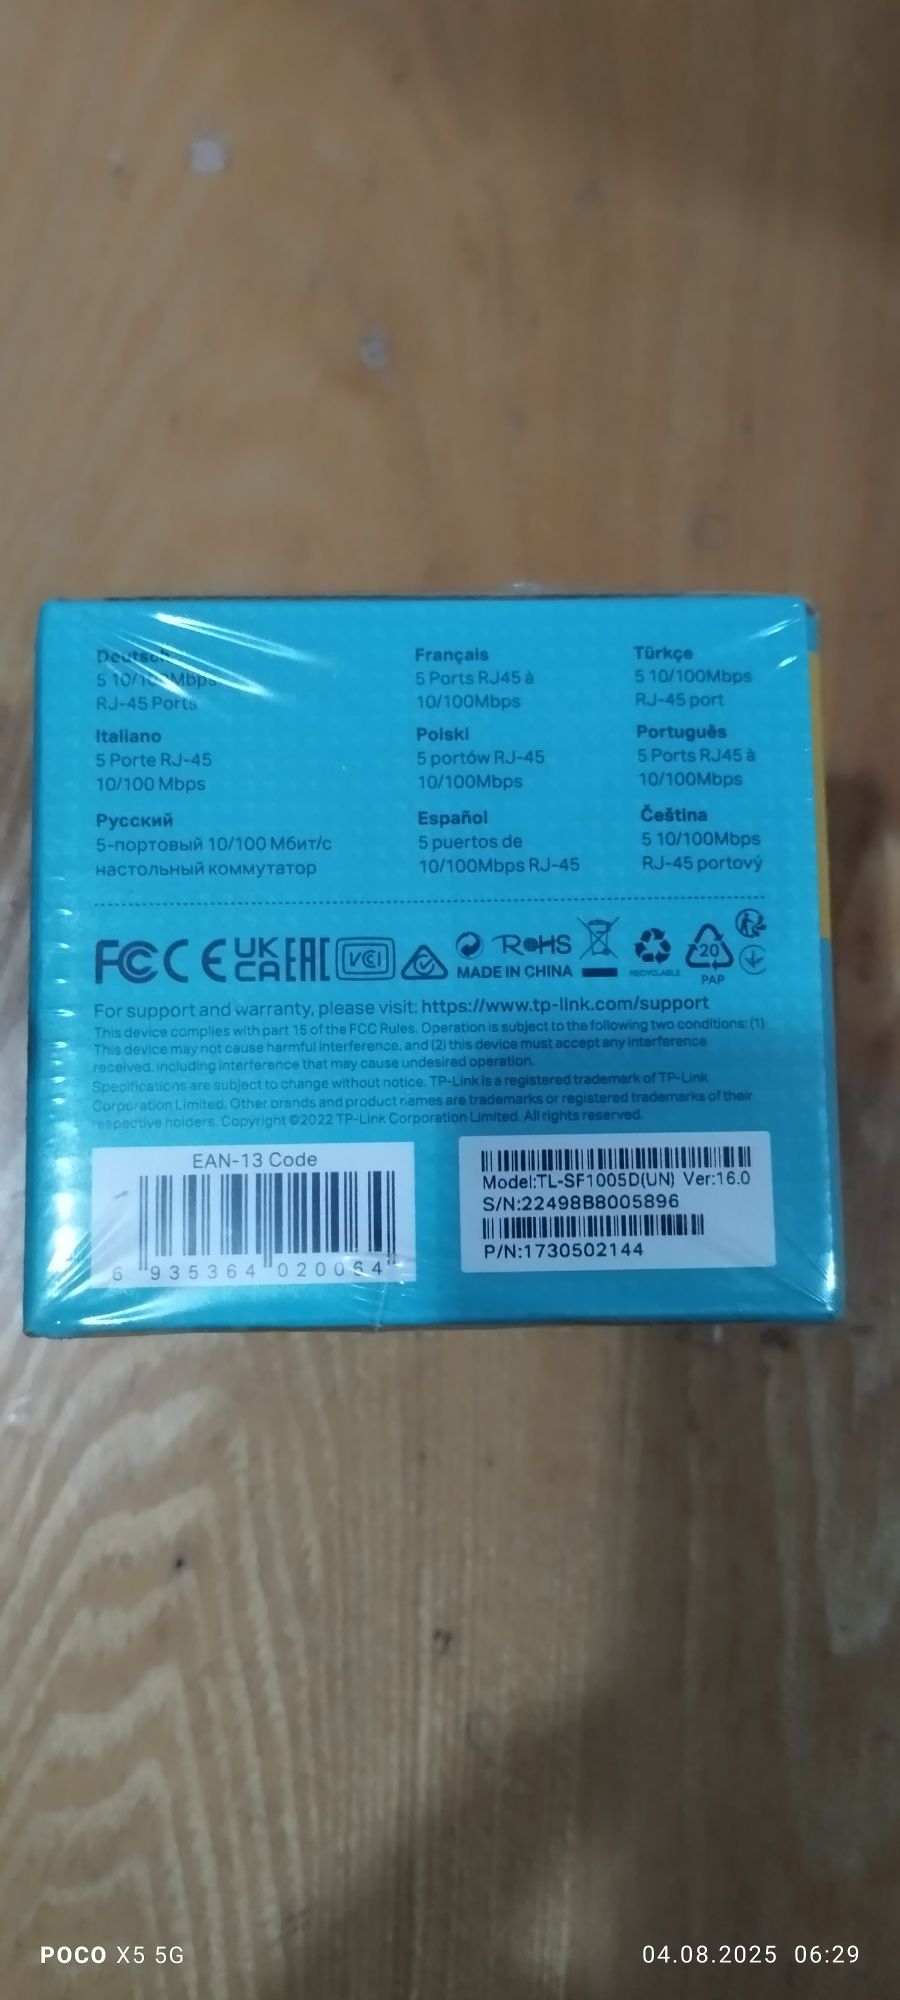 Deutsch
5 10/100Mbps
RJ-45 Ports
Italiano
5 Porte RJ-45
10/100 Mbps
Русский
5-портовый 10/100 Мбит/с
настольный коммутатор
Français
5 Ports RJ45 à
10/100Mbps
Polski
5 portów RJ-45
10/100Mbps
Español
5 puertos de
10/100Mbps RJ-45
Türkçe
5 10/100Mbps
RJ-45 port
Português
5 Ports RJ45 à
10/100Mbps
Čeština
5 10/100Mbps
RJ-45 portový
FC CE UKCA EAC VCCI RoHS
MADE IN CHINA
RECYCLABLE
20
PAP
For support and warranty, please visit: https://www.tp-link.com/support
This device complies with part 15 of the FCC Rules. Operation is subject to the following two conditions: (1)
This device may not cause harmful interference, and (2) this device must accept any interference
received, including interference that may cause undesired operation.
Specifications are subject to change without notice. TP-Link is a registered trademark of TP-Link
Corporation Limited. Other brands and product names are trademarks or registered trademarks of their
respective holders. Copyright ©2022 TP-Link Corporation Limited. All rights reserved.
EAN-13 Code
6 935364 020064
Model:TL-SF1005D(UN) Ver:16.0
S/N:22498B8005896
P/N:1730502144
POCO X5 5G
04.08.2025 06:29